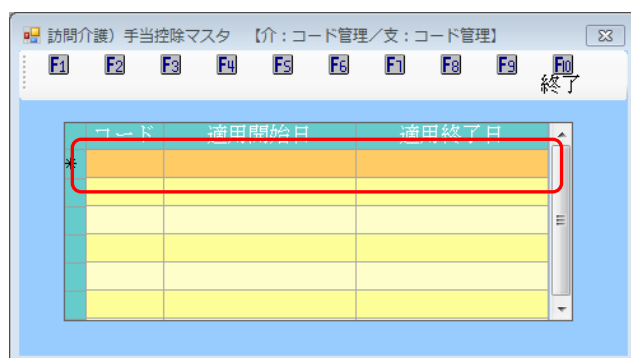 訪問介護）手当控除マスタ 【介：コード管理／支：コード管理】
F1 F2 F3 F4 F5 F6 F7 F8 F9 F10
終了
コード 適用開始日 適用終了日
*